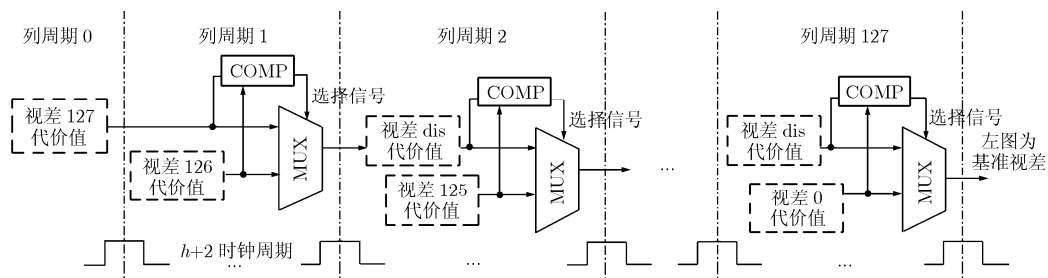 列周期 0
列周期 1
列周期 2
列周期 127
COMP
COMP
COMP
选择信号
选择信号
选择信号
视差 127
代价值
视差 126
代价值
MUX
视差 dis
代价值
视差 125
代价值
MUX
...
视差 dis
代价值
视差 0
代价值
MUX
左图为
基准视差
h+2 时钟周期
...
...
...